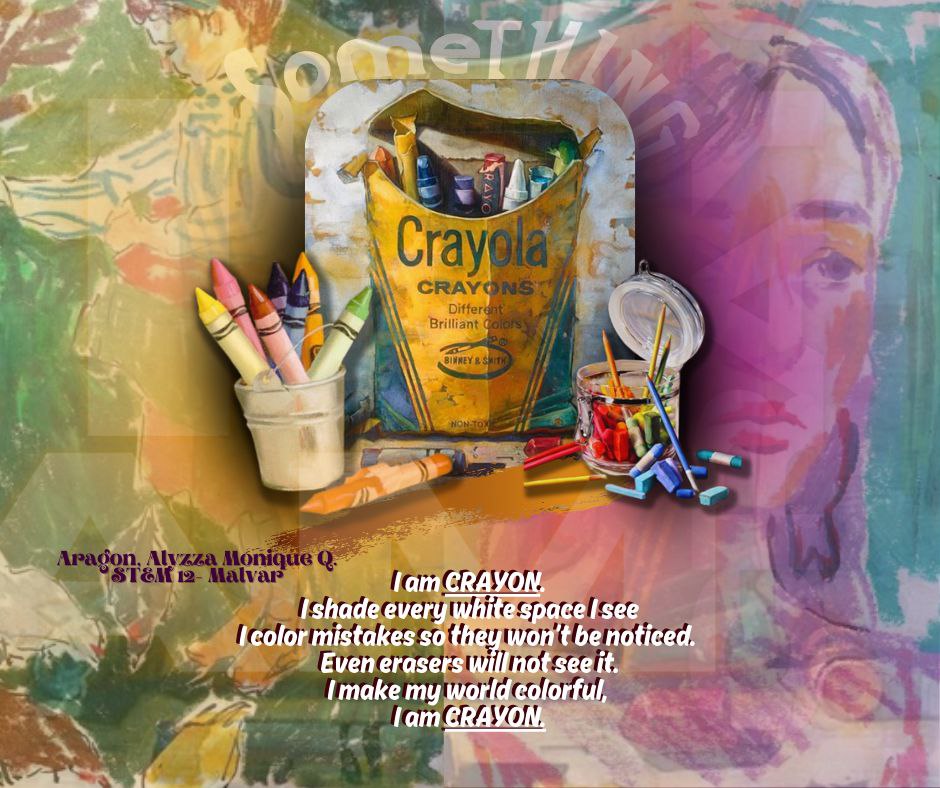 SomeTHING
CRAYO
Crayola
CRAYONS
Different
Brilliant Colors
BINNEY & SMITH
NON-TOXIC
Aragon, Alyzza Monique Q.
STEM 12- Malvar
I am CRAYON.
I shade every white space I see
I color mistakes so they won't be noticed.
Even erasers will not see it.
I make my world colorful,
I am CRAYON.